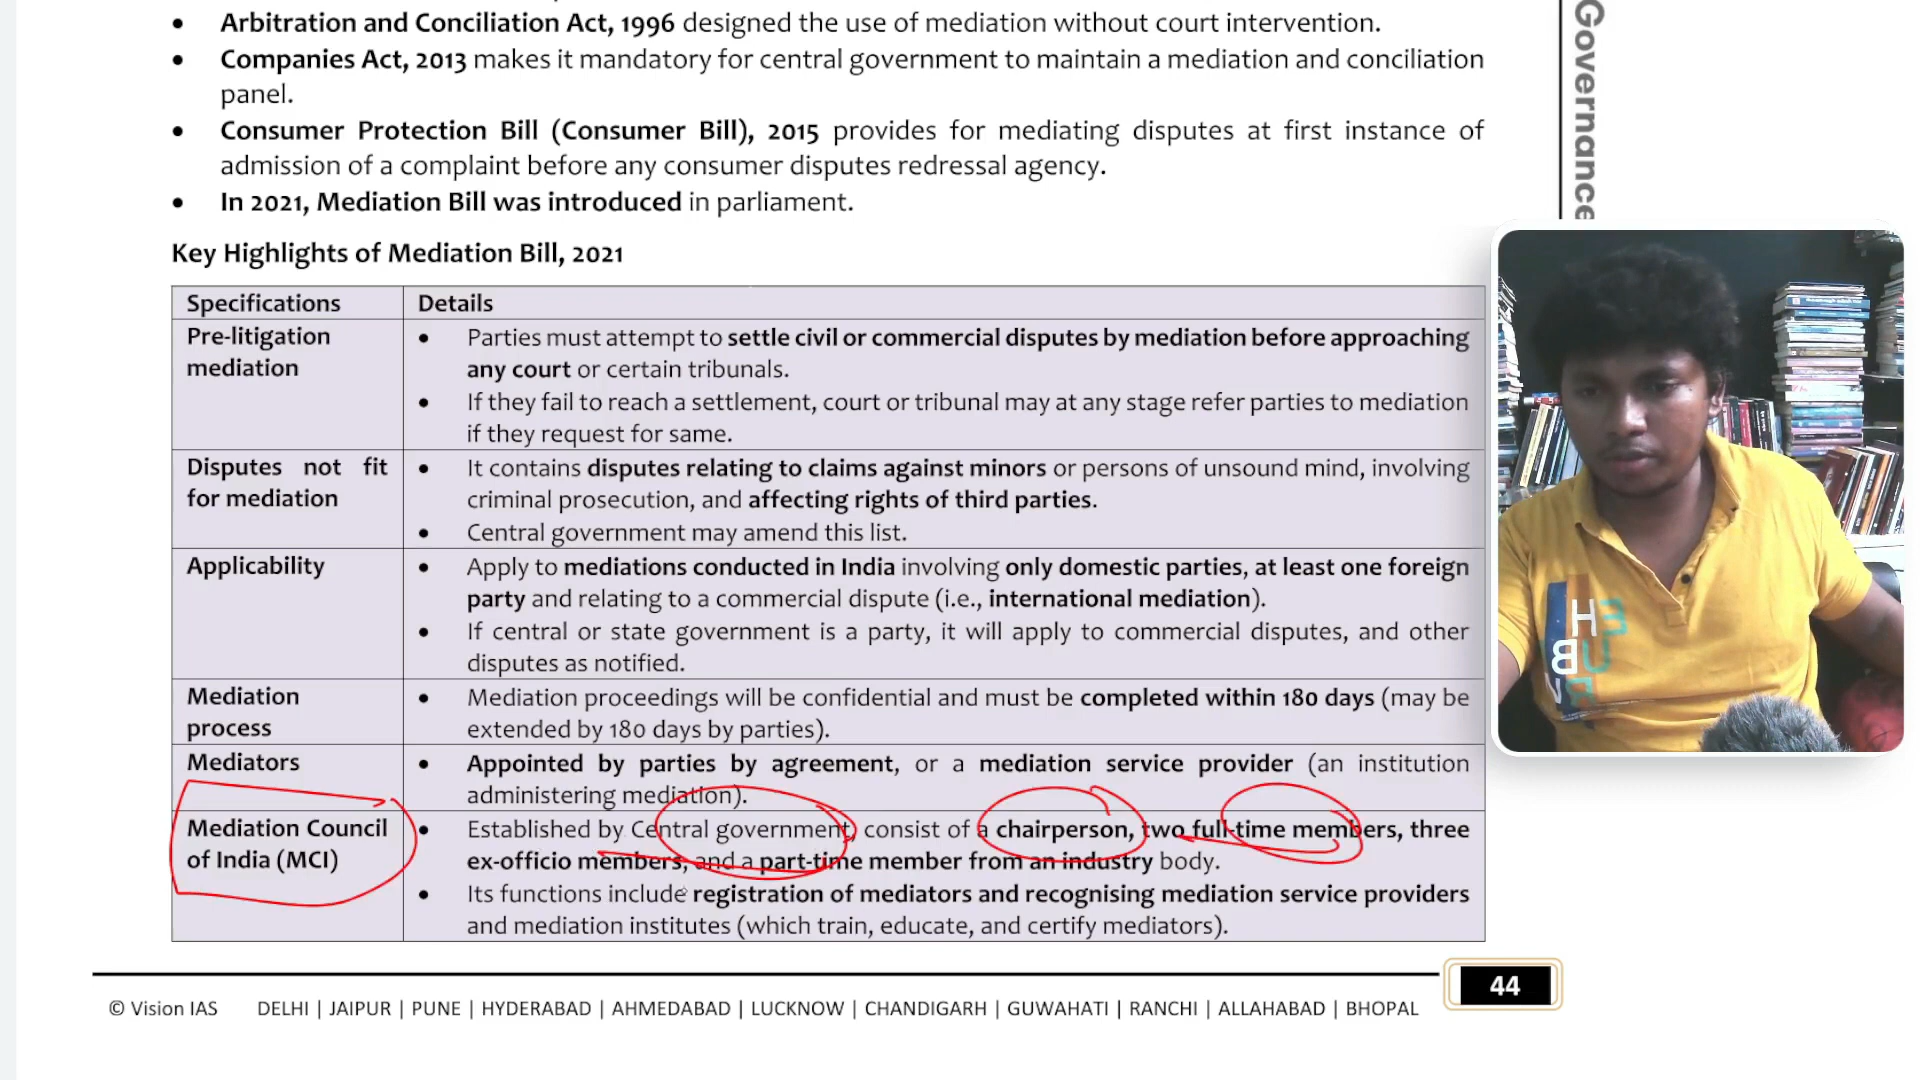 • Arbitration and Conciliation Act, 1996 designed the use of mediation without court intervention.
• Companies Act, 2013 makes it mandatory for central government to maintain a mediation and conciliation
panel.
• Consumer Protection Bill (Consumer Bill), 2015 provides for mediating disputes at first instance of
admission of a complaint before any consumer disputes redressal agency.
• In 2021, Mediation Bill was introduced in parliament.
Governance
Key Highlights of Mediation Bill, 2021
Specifications Details
Pre-litigation
mediation
• Parties must attempt to settle civil or commercial disputes by mediation before approaching
any court or certain tribunals.
• If they fail to reach a settlement, court or tribunal may at any stage refer parties to mediation
if they request for same.
Disputes not fit
for mediation
• It contains disputes relating to claims against minors or persons of unsound mind, involving
criminal prosecution, and affecting rights of third parties.
• Central government may amend this list.
Applicability
• Apply to mediations conducted in India involving only domestic parties, at least one foreign
party and relating to a commercial dispute (i.e., international mediation).
• If central or state government is a party, it will apply to commercial disputes, and other
disputes as notified.
Mediation
process
• Mediation proceedings will be confidential and must be completed within 180 days (may be
extended by 180 days by parties).
Mediators
• Appointed by parties by agreement, or a mediation service provider (an institution
administering mediation).
Mediation Council
of India (MCI)
• Established by Central government, consist of a chairperson, two full-time members, three
ex-officio members, and a part-time member from an industry body.
• Its functions include registration of mediators and recognising mediation service providers
and mediation institutes (which train, educate, and certify mediators).
44
© Vision IAS DELHI | JAIPUR | PUNE | HYDERABAD | AHMEDABAD | LUCKNOW | CHANDIGARH | GUWAHATI | RANCHI | ALLAHABAD | BHOPAL